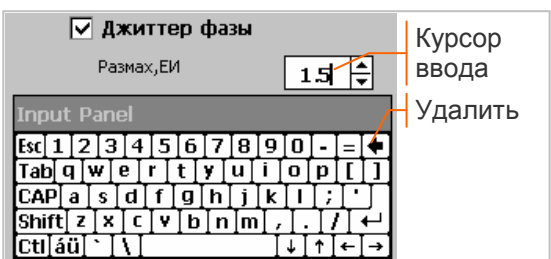 Джиттер фазы
Размах,ЕИ
1.5
Курсор
ввода
Удалить
Input Panel
Esc 1 2 3 4 5 6 7 8 9 0 - = 🡄
Tab q w e r t y u i o p [ ]
CAP a s d f g h j k l ; '
Shift z x c v b n m , . / ↵
Ctl áü ` \ ↓ ↑ ← →